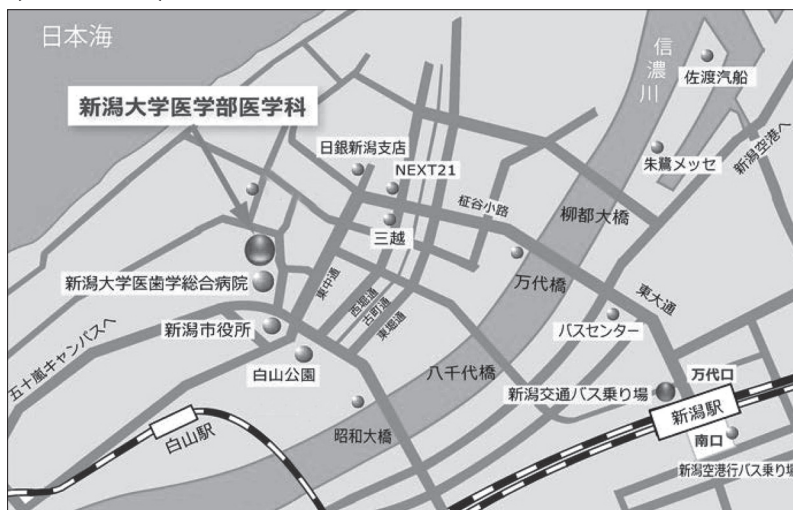 日本海
信濃川
佐渡汽船
新潟大学医学部医学科
新潟空港へ
日銀新潟支店
NEXT21
朱鷺メッセ
柾谷小路
柳都大橋
三越
新潟大学医歯学総合病院
東中通
西堀通
古町通
東堀通
万代橋
東大通
新潟市役所
バスセンター
五十嵐キャンパスへ
白山公園
八千代橋
万代口
新潟交通バス乗り場
新潟駅
白山駅
昭和大橋
南口
新潟空港行バス乗り場